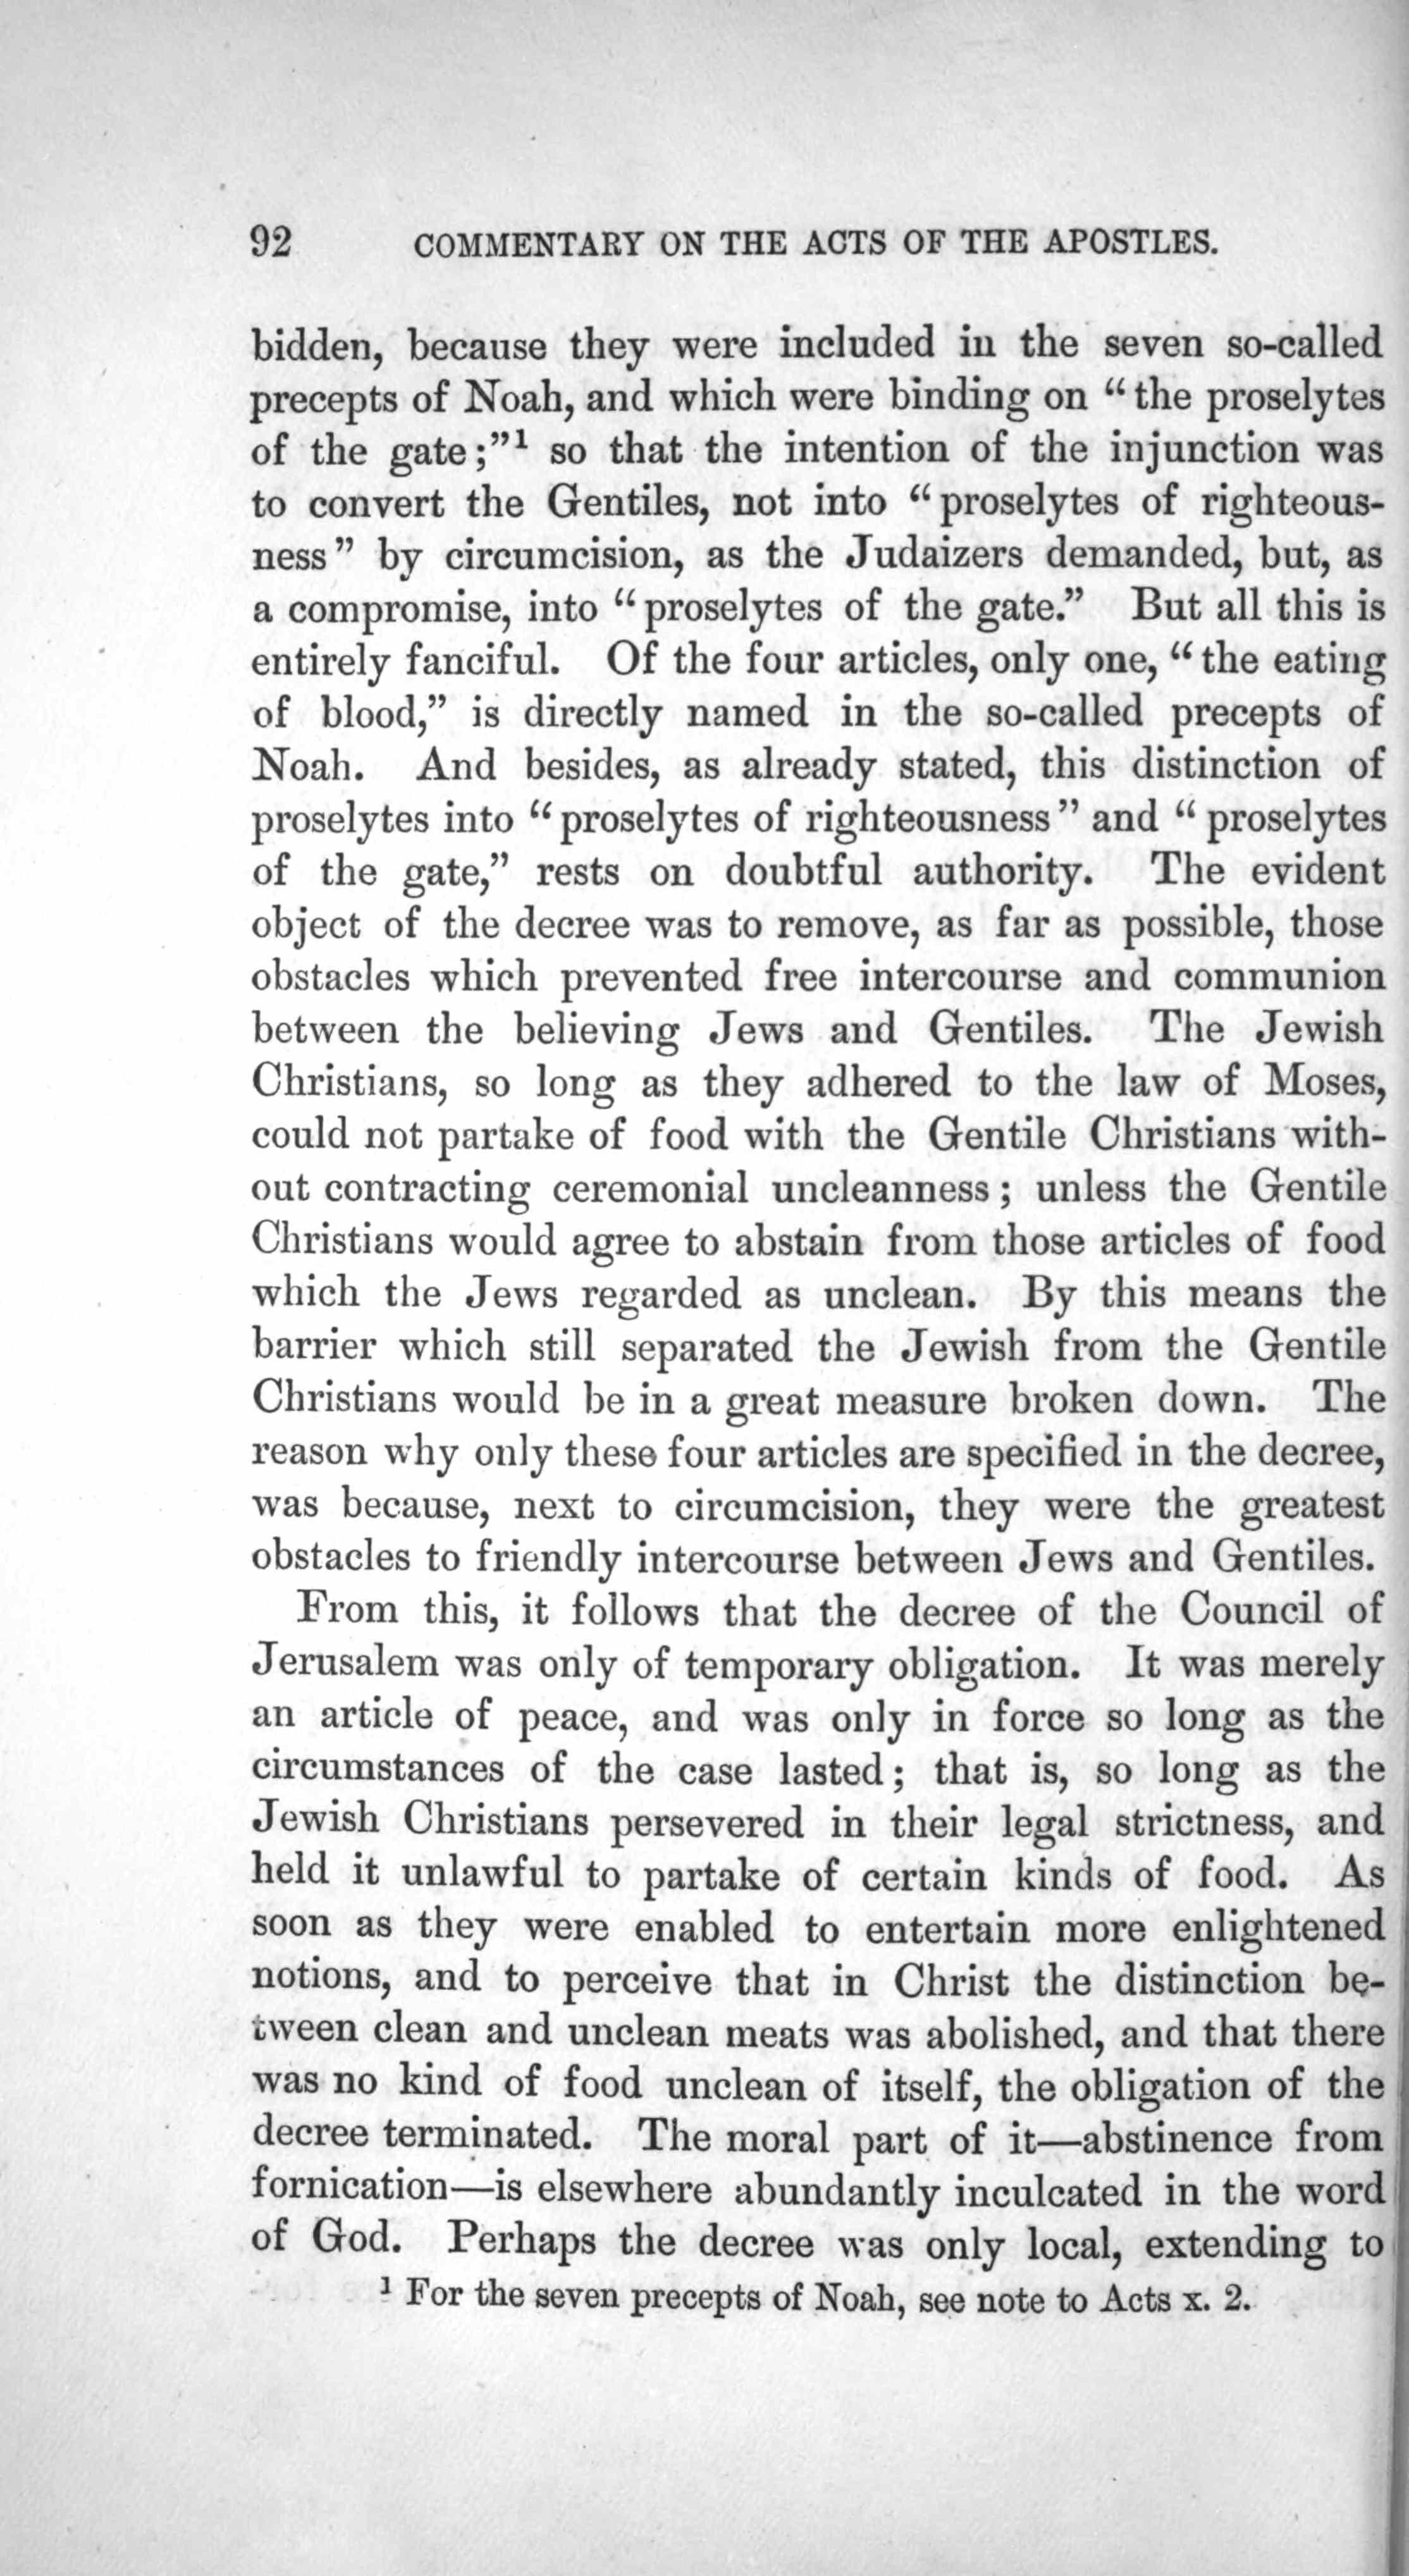 92 COMMENTARY ON THE ACTS OF THE APOSTLES.
bidden, because they were included in the seven so-called
precepts of Noah, and which were binding on “the proselytes
of the gate;”¹ so that the intention of the injunction was
to convert the Gentiles, not into “proselytes of righteous-
ness” by circumcision, as the Judaizers demanded, but, as
a compromise, into “proselytes of the gate.” But all this is
entirely fanciful. Of the four articles, only one, “the eating
of blood,” is directly named in the so-called precepts of
Noah. And besides, as already stated, this distinction of
proselytes into “proselytes of righteousness” and “proselytes
of the gate,” rests on doubtful authority. The evident
object of the decree was to remove, as far as possible, those
obstacles which prevented free intercourse and communion
between the believing Jews and Gentiles. The Jewish
Christians, so long as they adhered to the law of Moses,
could not partake of food with the Gentile Christians with-
out contracting ceremonial uncleanness; unless the Gentile
Christians would agree to abstain from those articles of food
which the Jews regarded as unclean. By this means the
barrier which still separated the Jewish from the Gentile
Christians would be in a great measure broken down. The
reason why only these four articles are specified in the decree,
was because, next to circumcision, they were the greatest
obstacles to friendly intercourse between Jews and Gentiles.
From this, it follows that the decree of the Council of
Jerusalem was only of temporary obligation. It was merely
an article of peace, and was only in force so long as the
circumstances of the case lasted; that is, so long as the
Jewish Christians persevered in their legal strictness, and
held it unlawful to partake of certain kinds of food. As
soon as they were enabled to entertain more enlightened
notions, and to perceive that in Christ the distinction be-
tween clean and unclean meats was abolished, and that there
was no kind of food unclean of itself, the obligation of the
decree terminated. The moral part of it—abstinence from
fornication—is elsewhere abundantly inculcated in the word
of God. Perhaps the decree was only local, extending to
¹ For the seven precepts of Noah, see note to Acts x. 2.